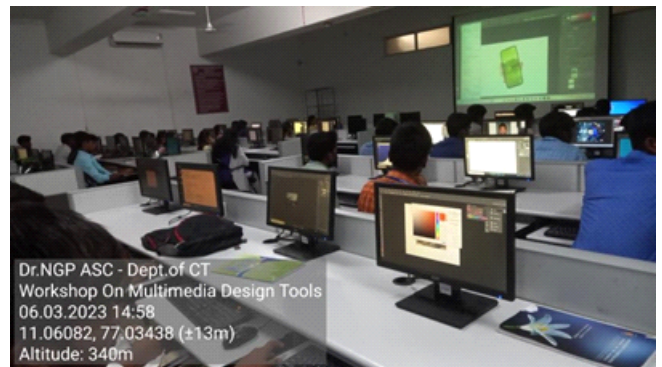 Dr.NGP ASC - Dept.of CT
Workshop On Multimedia Design Tools
06.03.2023 14:58
11.06082, 77.03438 (±13m)
Altitude: 340m